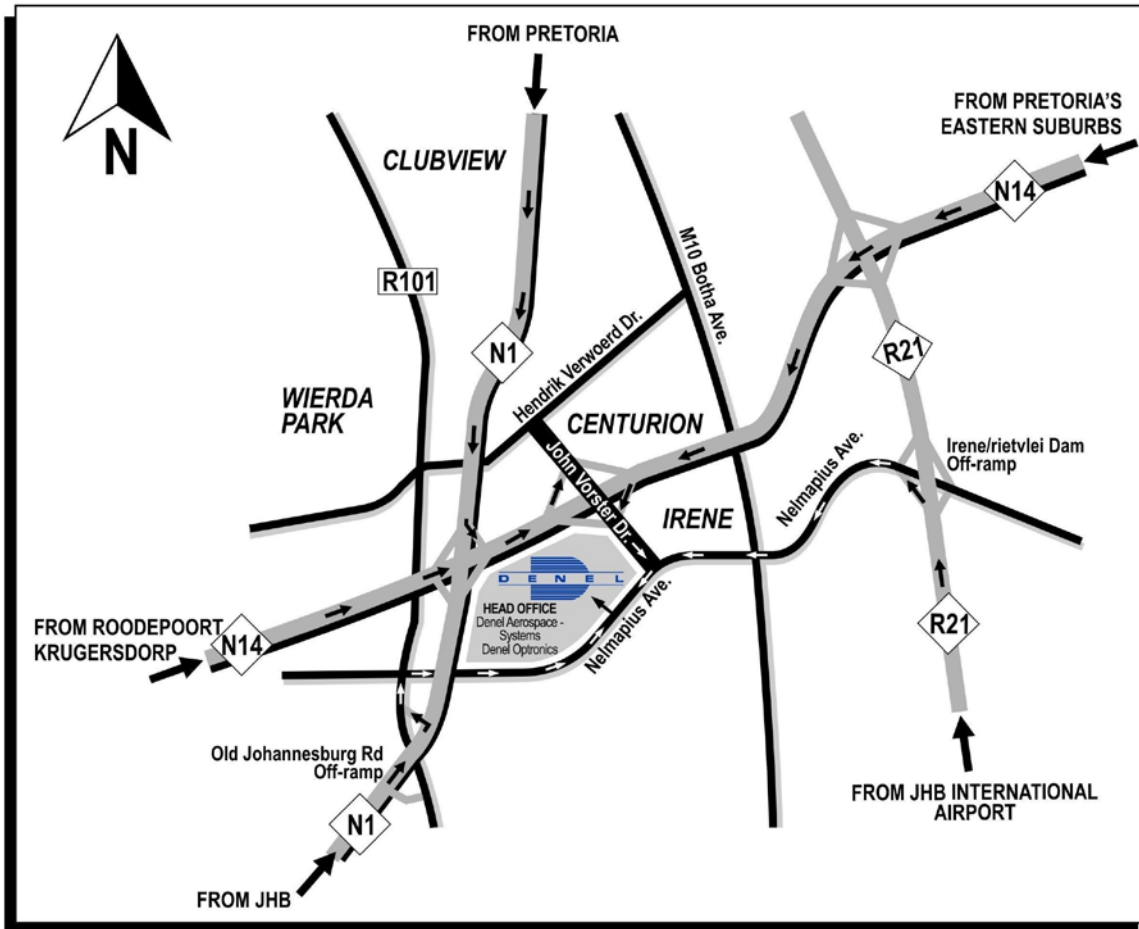 FROM PRETORIA
FROM PRETORIA'S
EASTERN SUBURBS
N
CLUBVIEW
N14
R101
M10 Botha Ave.
N1
Hendrik Verwoerd Dr.
R21
WIERDA
PARK
CENTURION
John Vorster Dr.
Nelmapius Ave.
Irene/rietvlei Dam
Off-ramp
IRENE
DENEL
HEAD OFFICE
Denel Aerospace -
Systems
Denel Optronics
Nelmapius Ave.
FROM ROODEPOORT
KRUGERSDORP
N14
R21
Old Johannesburg Rd
Off-ramp
N1
FROM JHB INTERNATIONAL
AIRPORT
FROM JHB